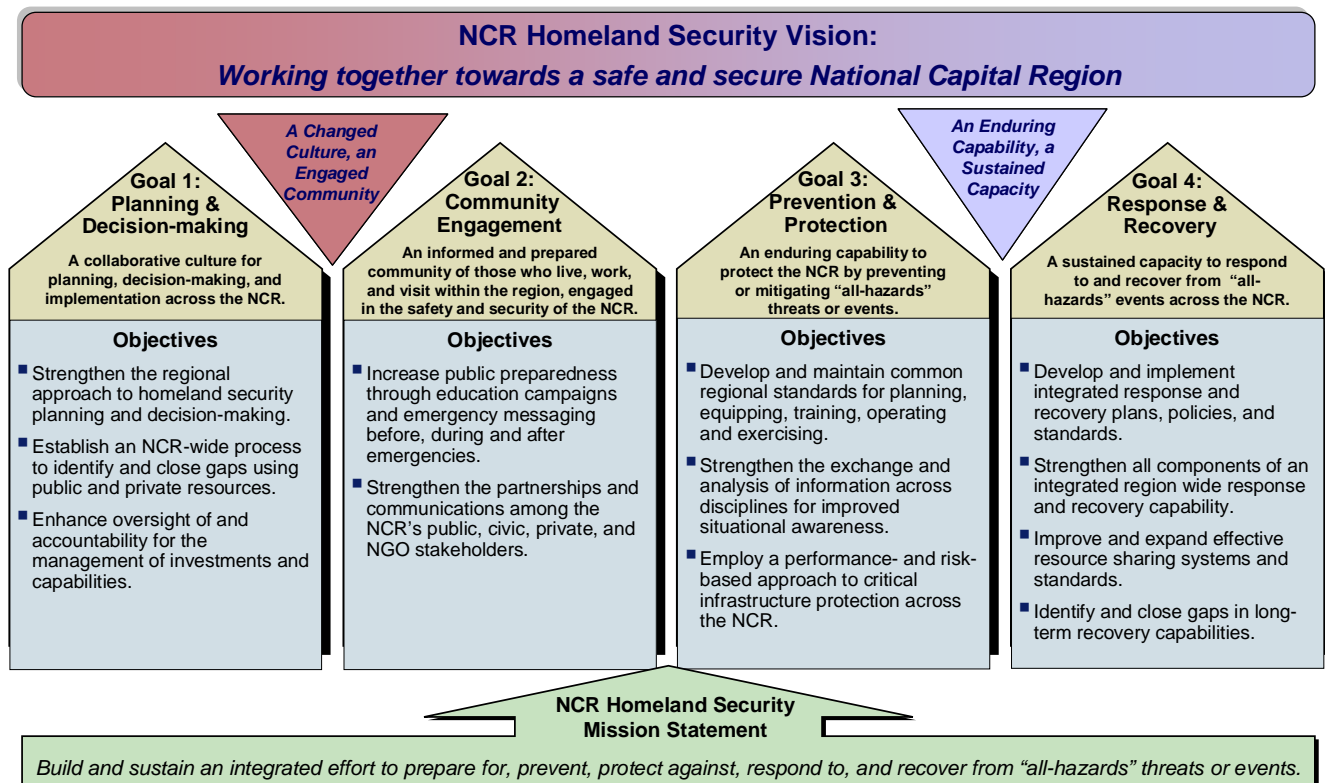 NCR Homeland Security Vision:
Working together towards a safe and secure National Capital Region
A Changed
Culture, an
Engaged
Community
An Enduring
Capability, a
Sustained
Capacity
Goal 1:
Planning &
Decision-making
A collaborative culture for
planning, decision-making, and
implementation across the NCR.
Objectives
▪ Strengthen the regional
approach to homeland security
planning and decision-making.
▪ Establish an NCR-wide process
to identify and close gaps using
public and private resources.
▪ Enhance oversight of and
accountability for the
management of investments and
capabilities.
Goal 2:
Community
Engagement
An informed and prepared
community of those who live, work,
and visit within the region, engaged
in the safety and security of the NCR.
Objectives
▪ Increase public preparedness
through education campaigns
and emergency messaging
before, during and after
emergencies.
▪ Strengthen the partnerships and
communications among the
NCR's public, civic, private, and
NGO stakeholders.
Goal 3:
Prevention &
Protection
An enduring capability to
protect the NCR by preventing
or mitigating “all-hazards”
threats or events.
Objectives
▪ Develop and maintain common
regional standards for planning,
equipping, training, operating
and exercising.
▪ Strengthen the exchange and
analysis of information across
disciplines for improved
situational awareness.
▪ Employ a performance- and risk-
based approach to critical
infrastructure protection across
the NCR.
Goal 4:
Response &
Recovery
A sustained capacity to respond
to and recover from “all-
hazards” events across the NCR.
Objectives
▪ Develop and implement
integrated response and
recovery plans, policies, and
standards.
▪ Strengthen all components of an
integrated region wide response
and recovery capability.
▪ Improve and expand effective
resource sharing systems and
standards.
▪ Identify and close gaps in long-
term recovery capabilities.
NCR Homeland Security
Mission Statement
Build and sustain an integrated effort to prepare for, prevent, protect against, respond to, and recover from “all-hazards” threats or events.